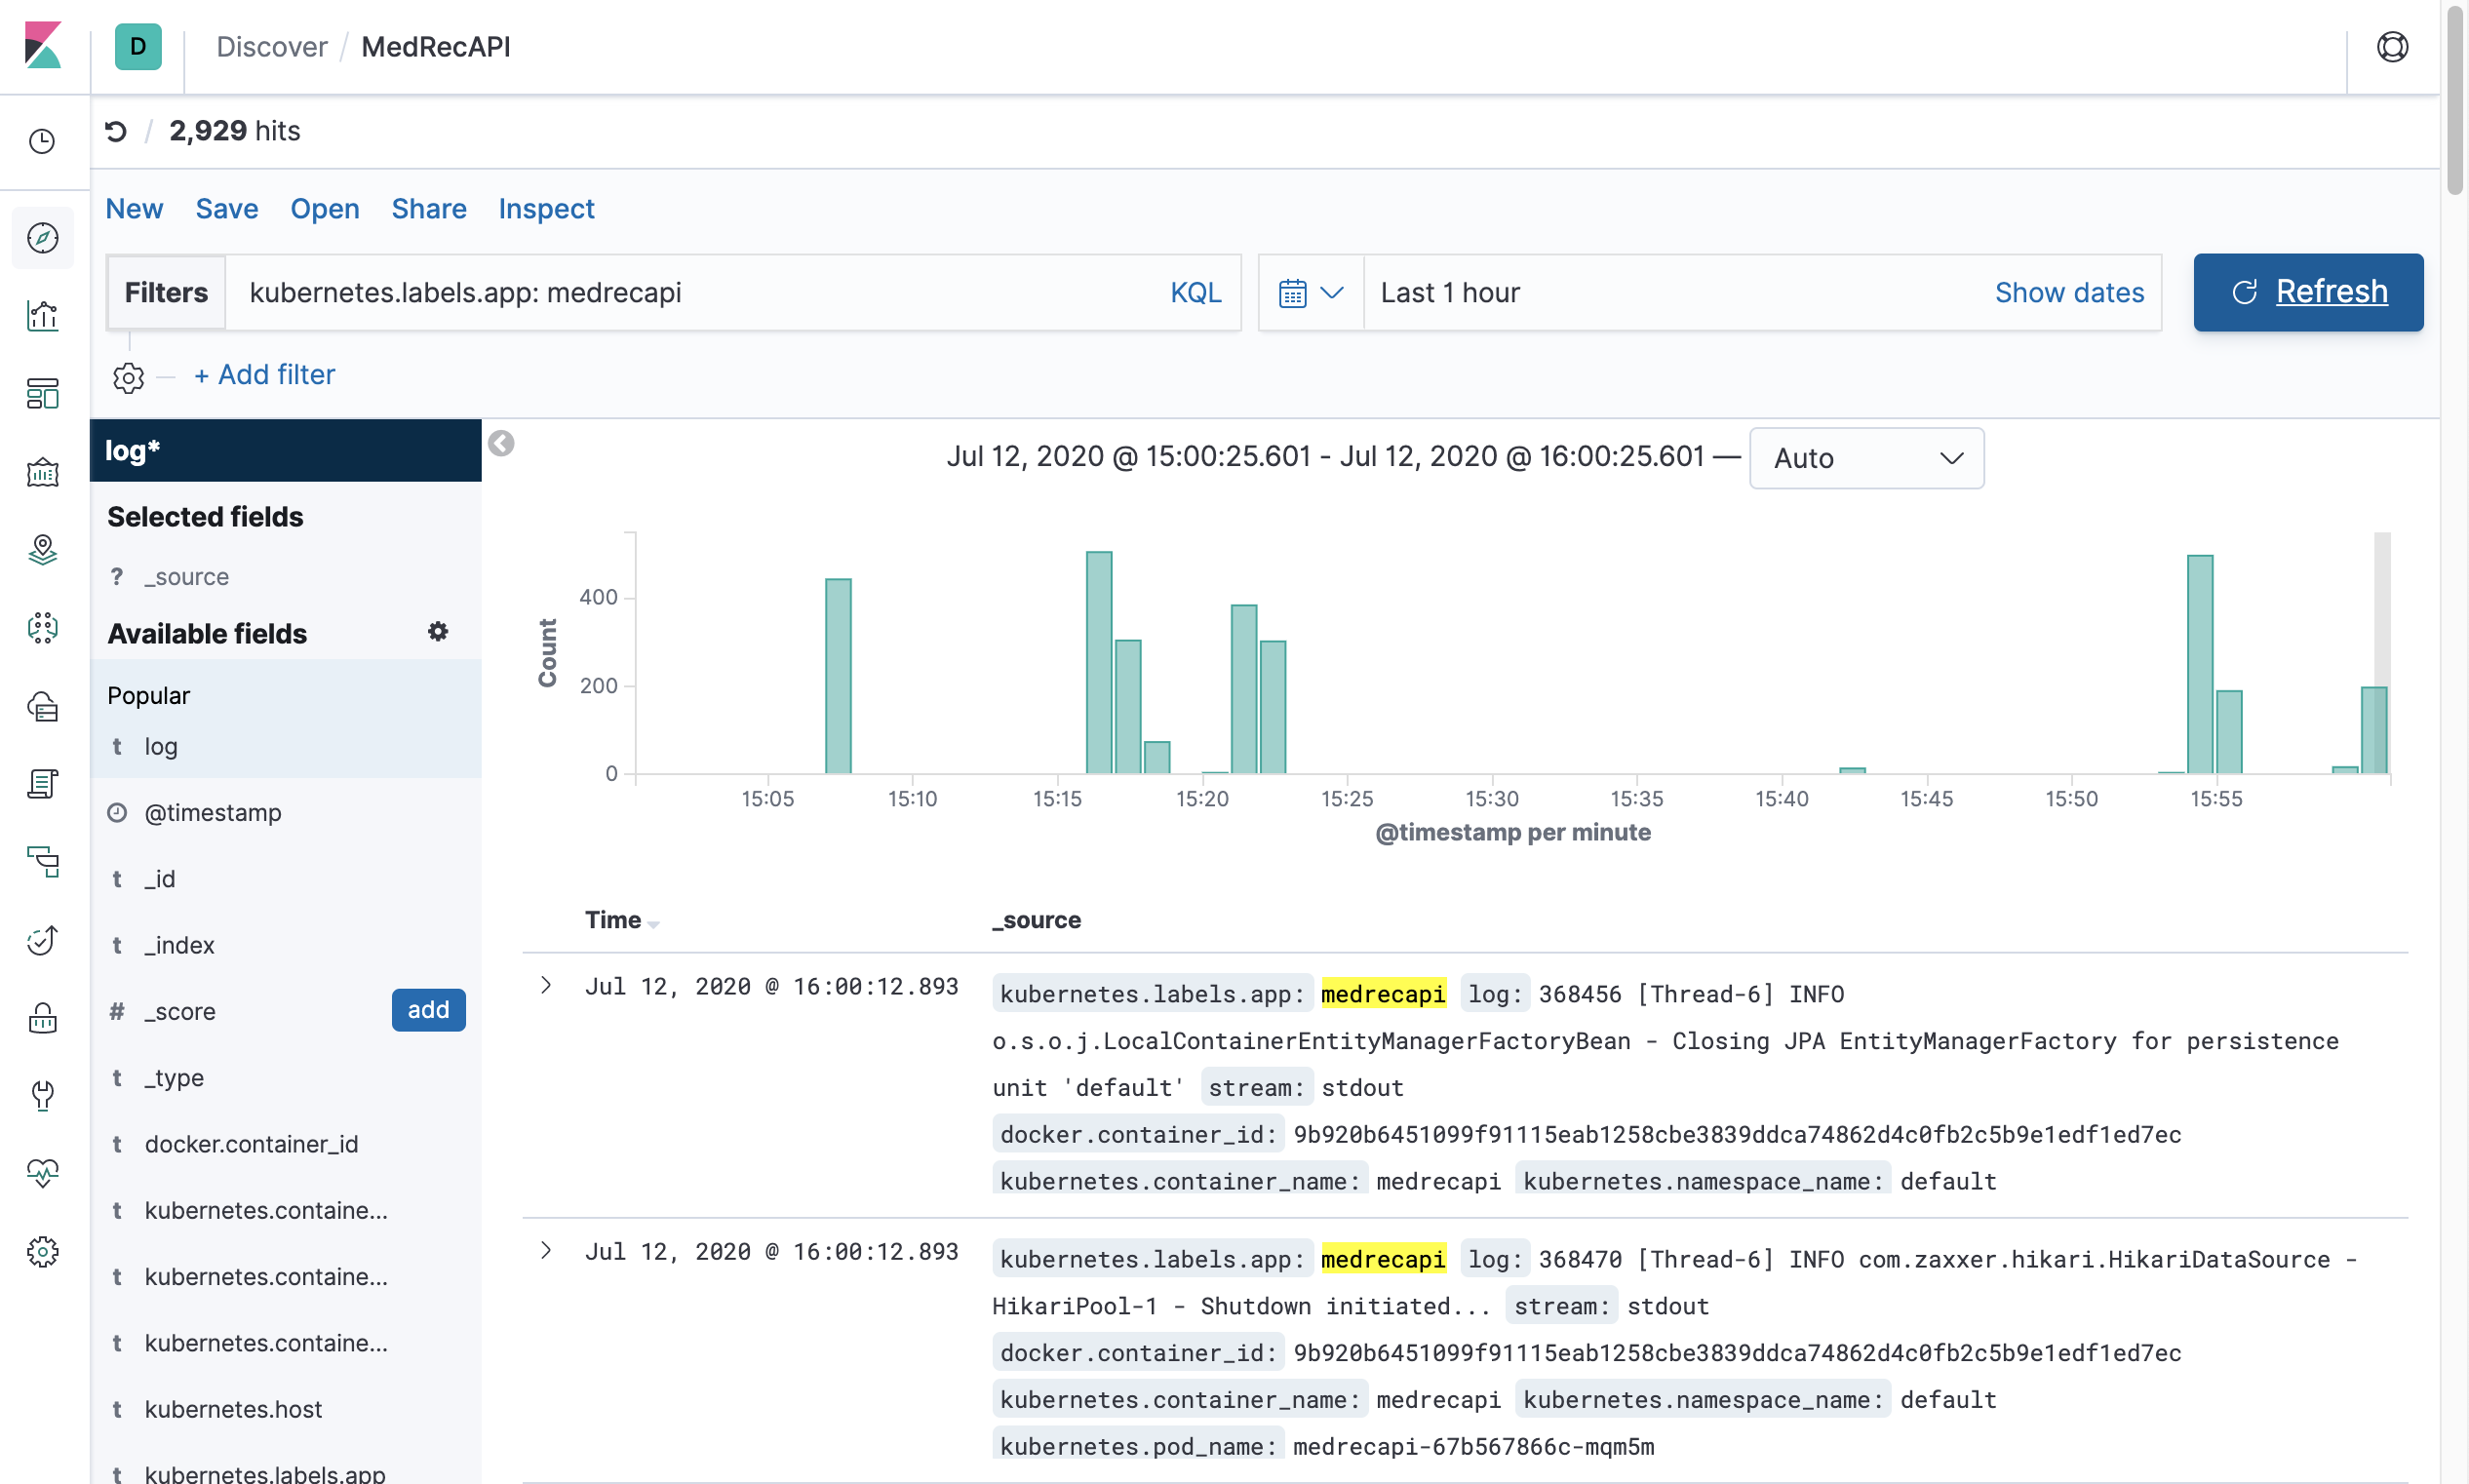 D Discover / MedRecAPI
/ 2,929 hits
New Save Open Share Inspect
Filters kubernetes.labels.app: medrecapi KQL Last 1 hour Show dates Refresh
+ Add filter
log*
Selected fields
? _source
Available fields
Popular
t log
@timestamp
t _id
t _index
# _score add
t _type
t docker.container_id
t kubernetes.containe...
t kubernetes.containe...
t kubernetes.containe...
t kubernetes.host
t kubernetes.labels.app
Jul 12, 2020 @ 15:00:25.601 - Jul 12, 2020 @ 16:00:25.601 — Auto
Count
400
200
0
15:05 15:10 15:15 15:20 15:25 15:30 15:35 15:40 15:45 15:50 15:55
@timestamp per minute
Time _source
Jul 12, 2020 @ 16:00:12.893 kubernetes.labels.app: medrecapi log: 368456 [Thread-6] INFO
o.s.o.j.LocalContainerEntityManagerFactoryBean - Closing JPA EntityManagerFactory for persistence
unit 'default' stream: stdout
docker.container_id: 9b920b6451099f91115eab1258cbe3839ddca74862d4c0fb2c5b9e1edf1ed7ec
kubernetes.container_name: medrecapi kubernetes.namespace_name: default
Jul 12, 2020 @ 16:00:12.893 kubernetes.labels.app: medrecapi log: 368470 [Thread-6] INFO com.zaxxer.hikari.HikariDataSource -
HikariPool-1 - Shutdown initiated... stream: stdout
docker.container_id: 9b920b6451099f91115eab1258cbe3839ddca74862d4c0fb2c5b9e1edf1ed7ec
kubernetes.container_name: medrecapi kubernetes.namespace_name: default
kubernetes.pod_name: medrecapi-67b567866c-mqm5m